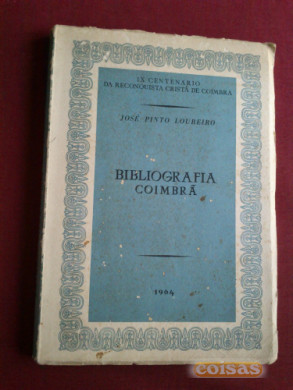 IX CENTENÁRIO
DA RECONQUISTA CRISTÃ DE COIMBRA
JOSÉ PINTO LOUREIRO
BIBLIOGRAFIA
COIMBRÃ
1964
coisas